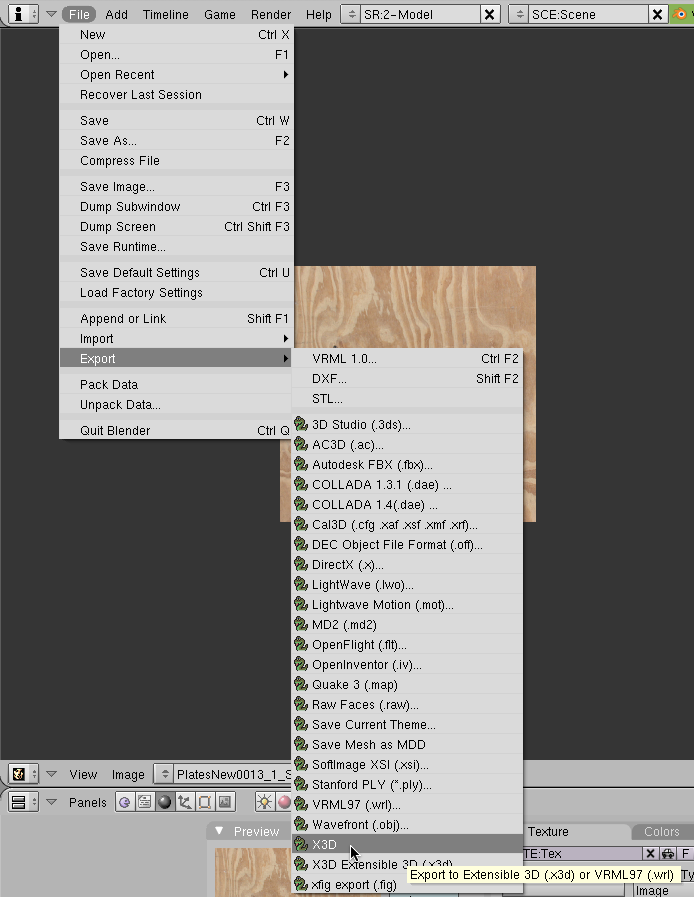 File Add Timeline Game Render Help SR:2-Model SCE:Scene
New Ctrl X
Open... F1
Open Recent
Recover Last Session
Save Ctrl W
Save As... F2
Compress File
Save Image... F3
Dump Subwindow Ctrl F3
Dump Screen Ctrl Shift F3
Save Runtime...
Save Default Settings Ctrl U
Load Factory Settings
Append or Link Shift F1
Import
Export
Pack Data
Unpack Data...
Quit Blender Ctrl Q
VRML 1.0... Ctrl F2
DXF... Shift F2
STL...
3D Studio (.3ds)...
AC3D (.ac)...
Autodesk FBX (.fbx)...
COLLADA 1.3.1 (.dae) ...
COLLADA 1.4(.dae) ...
Cal3D (.cfg .xaf .xsf .xmf .xrf)...
DEC Object File Format (.off)...
DirectX (.x)...
LightWave (.lwo)...
Lightwave Motion (.mot)...
MD2 (.md2)
OpenFlight (.flt)...
OpenInventor (.iv)...
Quake 3 (.map)
Raw Faces (.raw)...
Save Current Theme...
Save Mesh as MDD
SoftImage XSI (.xsi)...
Stanford PLY (*.ply)...
VRML97 (.wrl)...
Wavefront (.obj)...
X3D
X3D Extensible 3D (.x3d)
xfig export (.fig)
Export to Extensible 3D (.x3d) or VRML97 (.wrl)
View Image PlatesNew0013_1_S
Panels
Preview Texture Colors
TE:Tex F
Ty
Image